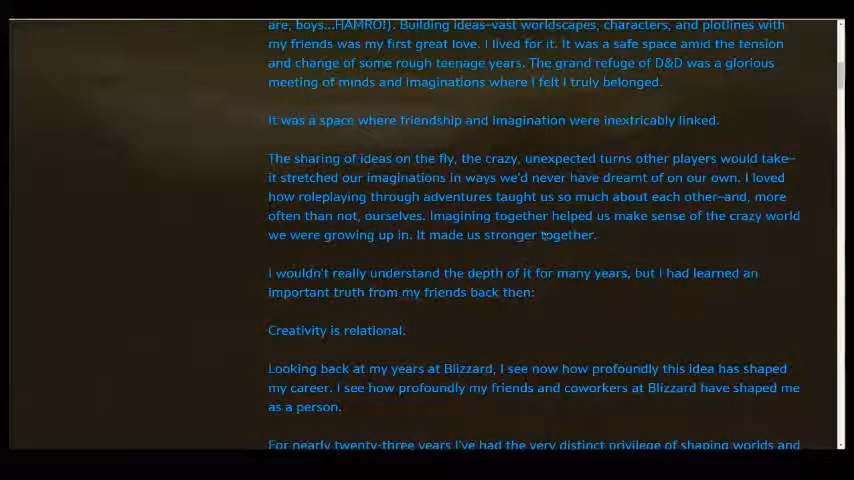 are, boys...HAMRO!). Building ideas–vast worldscapes, characters, and plotlines with
my friends was my first great love. I lived for it. It was a safe space amid the tension
and change of some rough teenage years. The grand refuge of D&D was a glorious
meeting of minds and imaginations where I felt I truly belonged.
It was a space where friendship and imagination were inextricably linked.
The sharing of ideas on the fly, the crazy, unexpected turns other players would take–
it stretched our imaginations in ways we'd never have dreamt of on our own. I loved
how roleplaying through adventures taught us so much about each other–and, more
often than not, ourselves. Imagining together helped us make sense of the crazy world
we were growing up in. It made us stronger together.
I wouldn't really understand the depth of it for many years, but I had learned an
important truth from my friends back then:
Creativity is relational.
Looking back at my years at Blizzard, I see now how profoundly this idea has shaped
my career. I see how profoundly my friends and coworkers at Blizzard have shaped me
as a person.
For nearly twenty-three years I've had the very distinct privilege of shaping worlds and